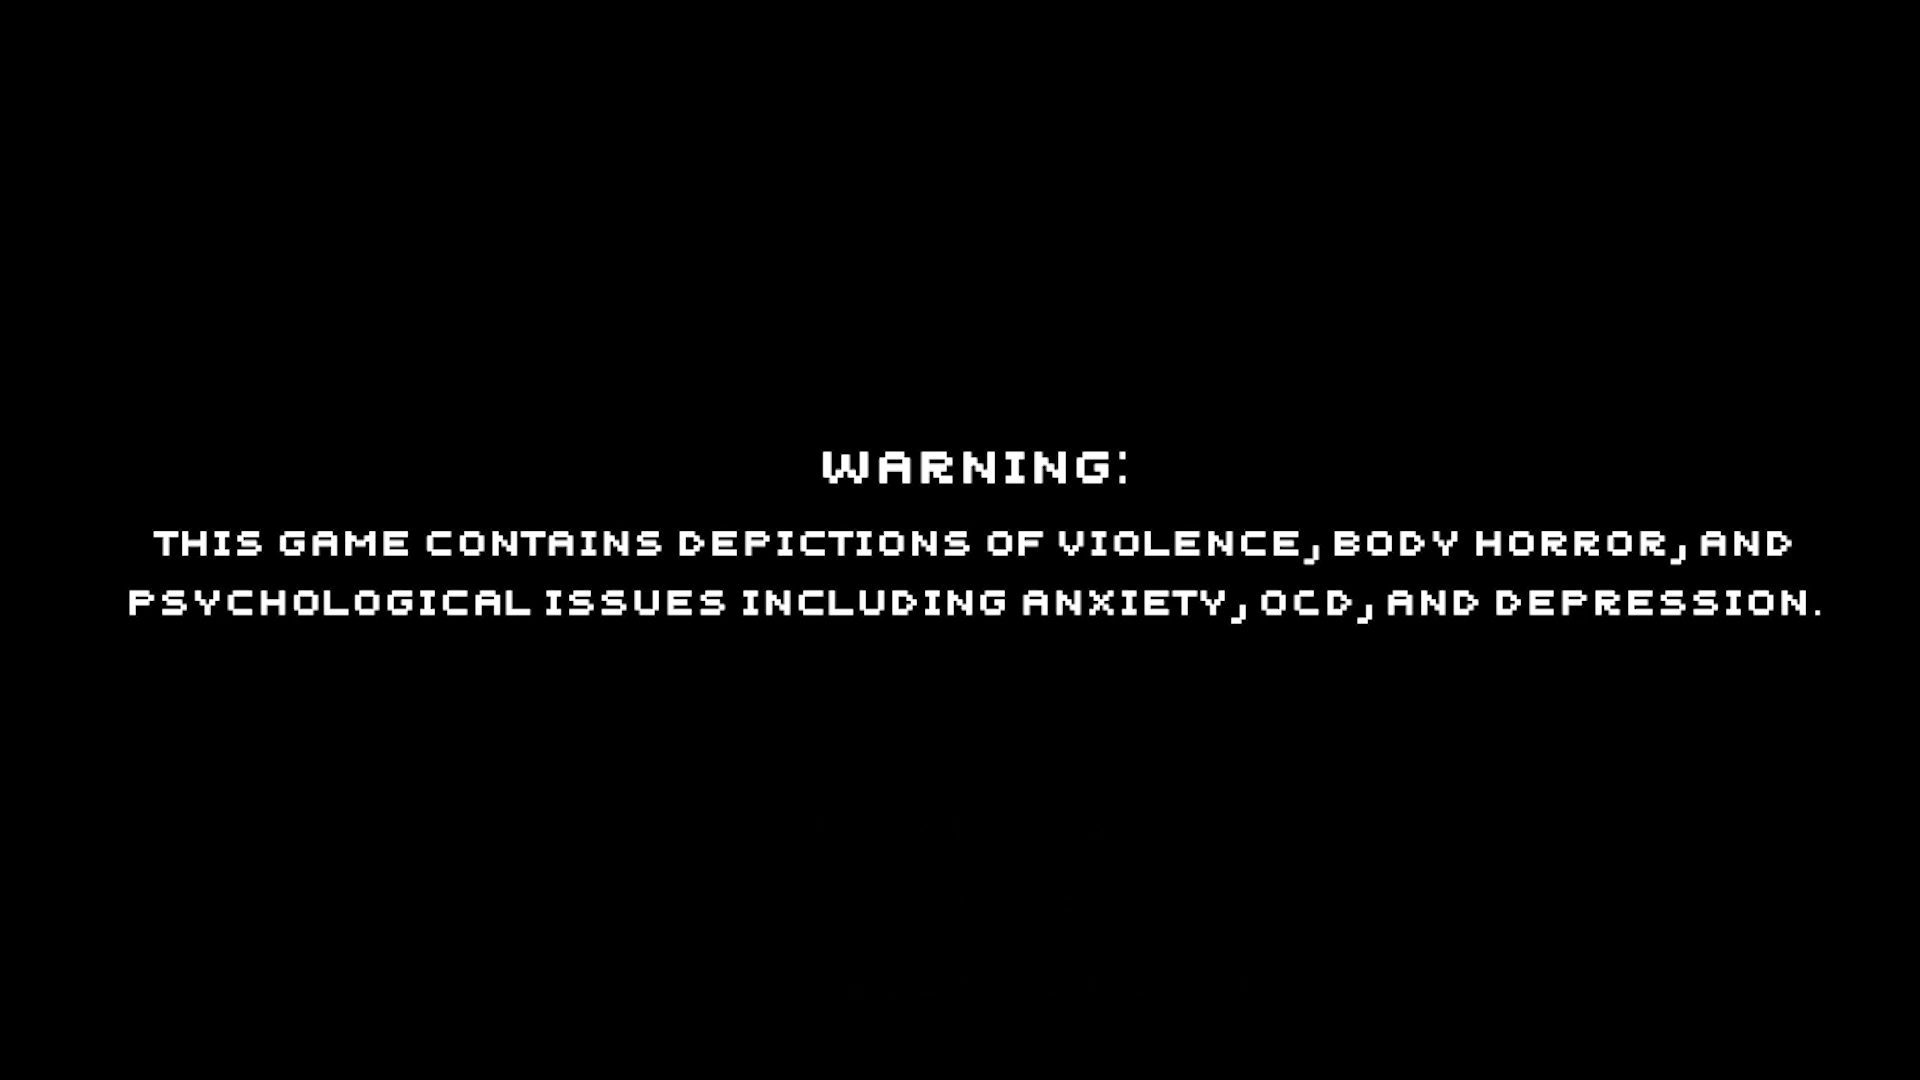 WARNING:
THIS GAME CONTAINS DEPICTIONS OF VIOLENCE, BODY HORROR, AND
PSYCHOLOGICAL ISSUES INCLUDING ANXIETY, OCD, AND DEPRESSION.